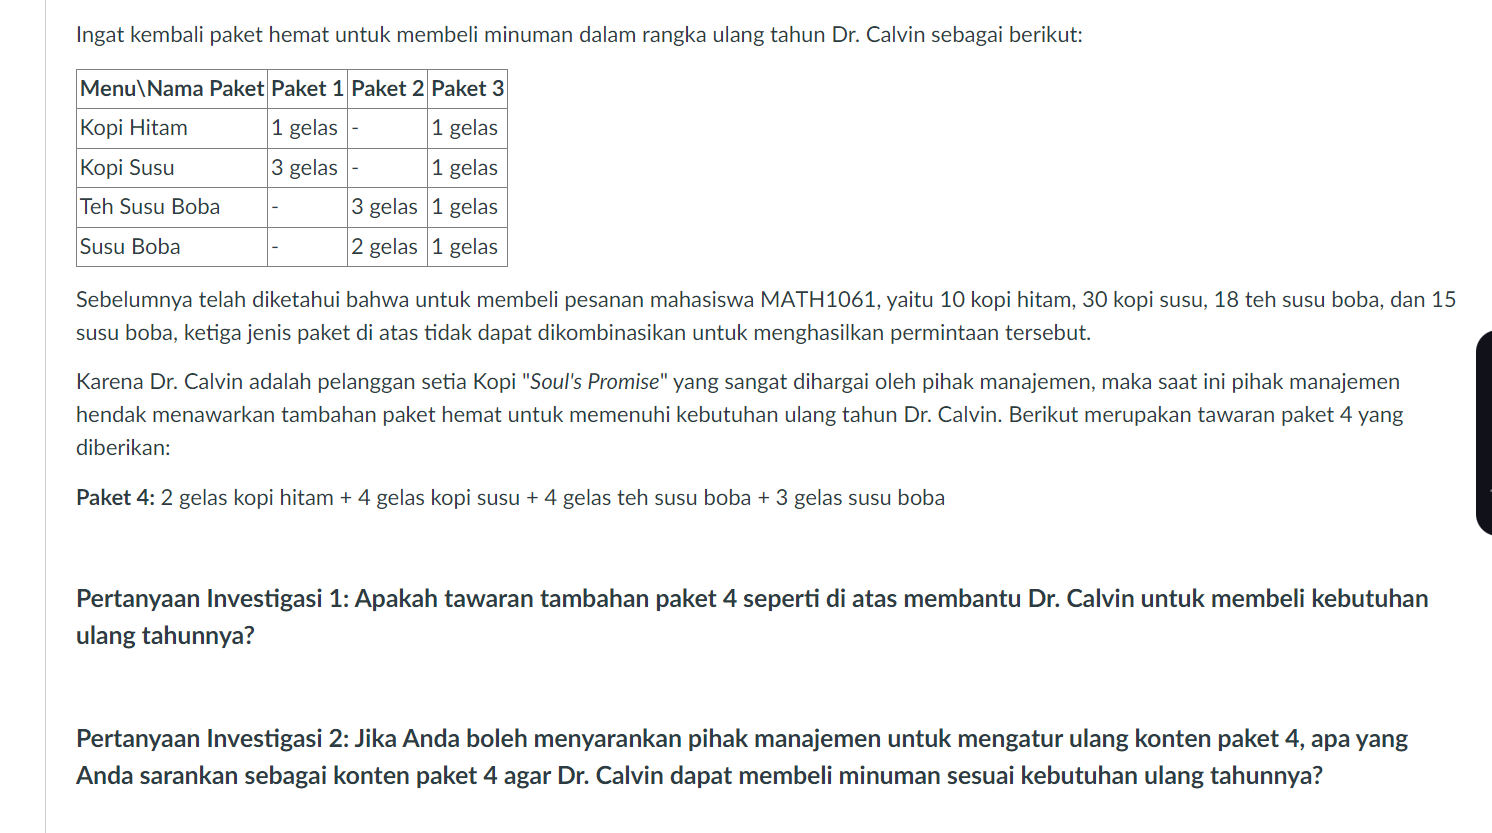 Ingat kembali paket hemat untuk membeli minuman dalam rangka ulang tahun Dr. Calvin sebagai berikut:
Menu\Nama Paket Paket 1 Paket 2 Paket 3
Kopi Hitam 1 gelas - 1 gelas
Kopi Susu 3 gelas - 1 gelas
Teh Susu Boba - 3 gelas 1 gelas
Susu Boba - 2 gelas 1 gelas
Sebelumnya telah diketahui bahwa untuk membeli pesanan mahasiswa MATH1061, yaitu 10 kopi hitam, 30 kopi susu, 18 teh susu boba, dan 15
susu boba, ketiga jenis paket di atas tidak dapat dikombinasikan untuk menghasilkan permintaan tersebut.
Karena Dr. Calvin adalah pelanggan setia Kopi "Soul's Promise" yang sangat dihargai oleh pihak manajemen, maka saat ini pihak manajemen
hendak menawarkan tambahan paket hemat untuk memenuhi kebutuhan ulang tahun Dr. Calvin. Berikut merupakan tawaran paket 4 yang
diberikan:
Paket 4: 2 gelas kopi hitam + 4 gelas kopi susu + 4 gelas teh susu boba + 3 gelas susu boba
Pertanyaan Investigasi 1: Apakah tawaran tambahan paket 4 seperti di atas membantu Dr. Calvin untuk membeli kebutuhan
ulang tahunnya?
Pertanyaan Investigasi 2: Jika Anda boleh menyarankan pihak manajemen untuk mengatur ulang konten paket 4, apa yang
Anda sarankan sebagai konten paket 4 agar Dr. Calvin dapat membeli minuman sesuai kebutuhan ulang tahunnya?